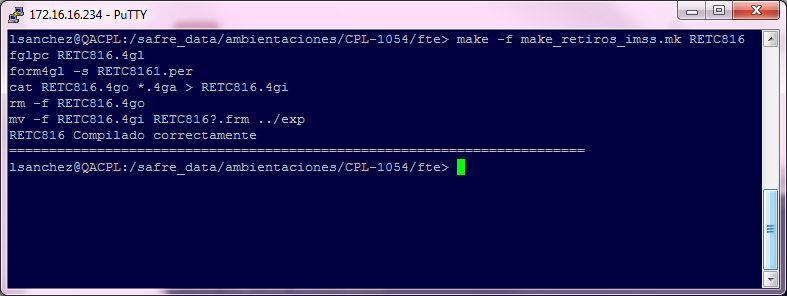 172.16.16.234 - PuTTY
lsanchez@QACPL:/safre_data/ambientaciones/CPL-1054/fte> make -f make_retiros_imss.mk RETC816
fglpc RETC816.4gl
form4gl -s RETC8161.per
cat RETC816.4go *.4ga > RETC816.4gi
rm -f RETC816.4go
mv -f RETC816.4gi RETC816?.frm ../exp
RETC816 Compilado correctamente
========================================================================
lsanchez@QACPL:/safre_data/ambientaciones/CPL-1054/fte>